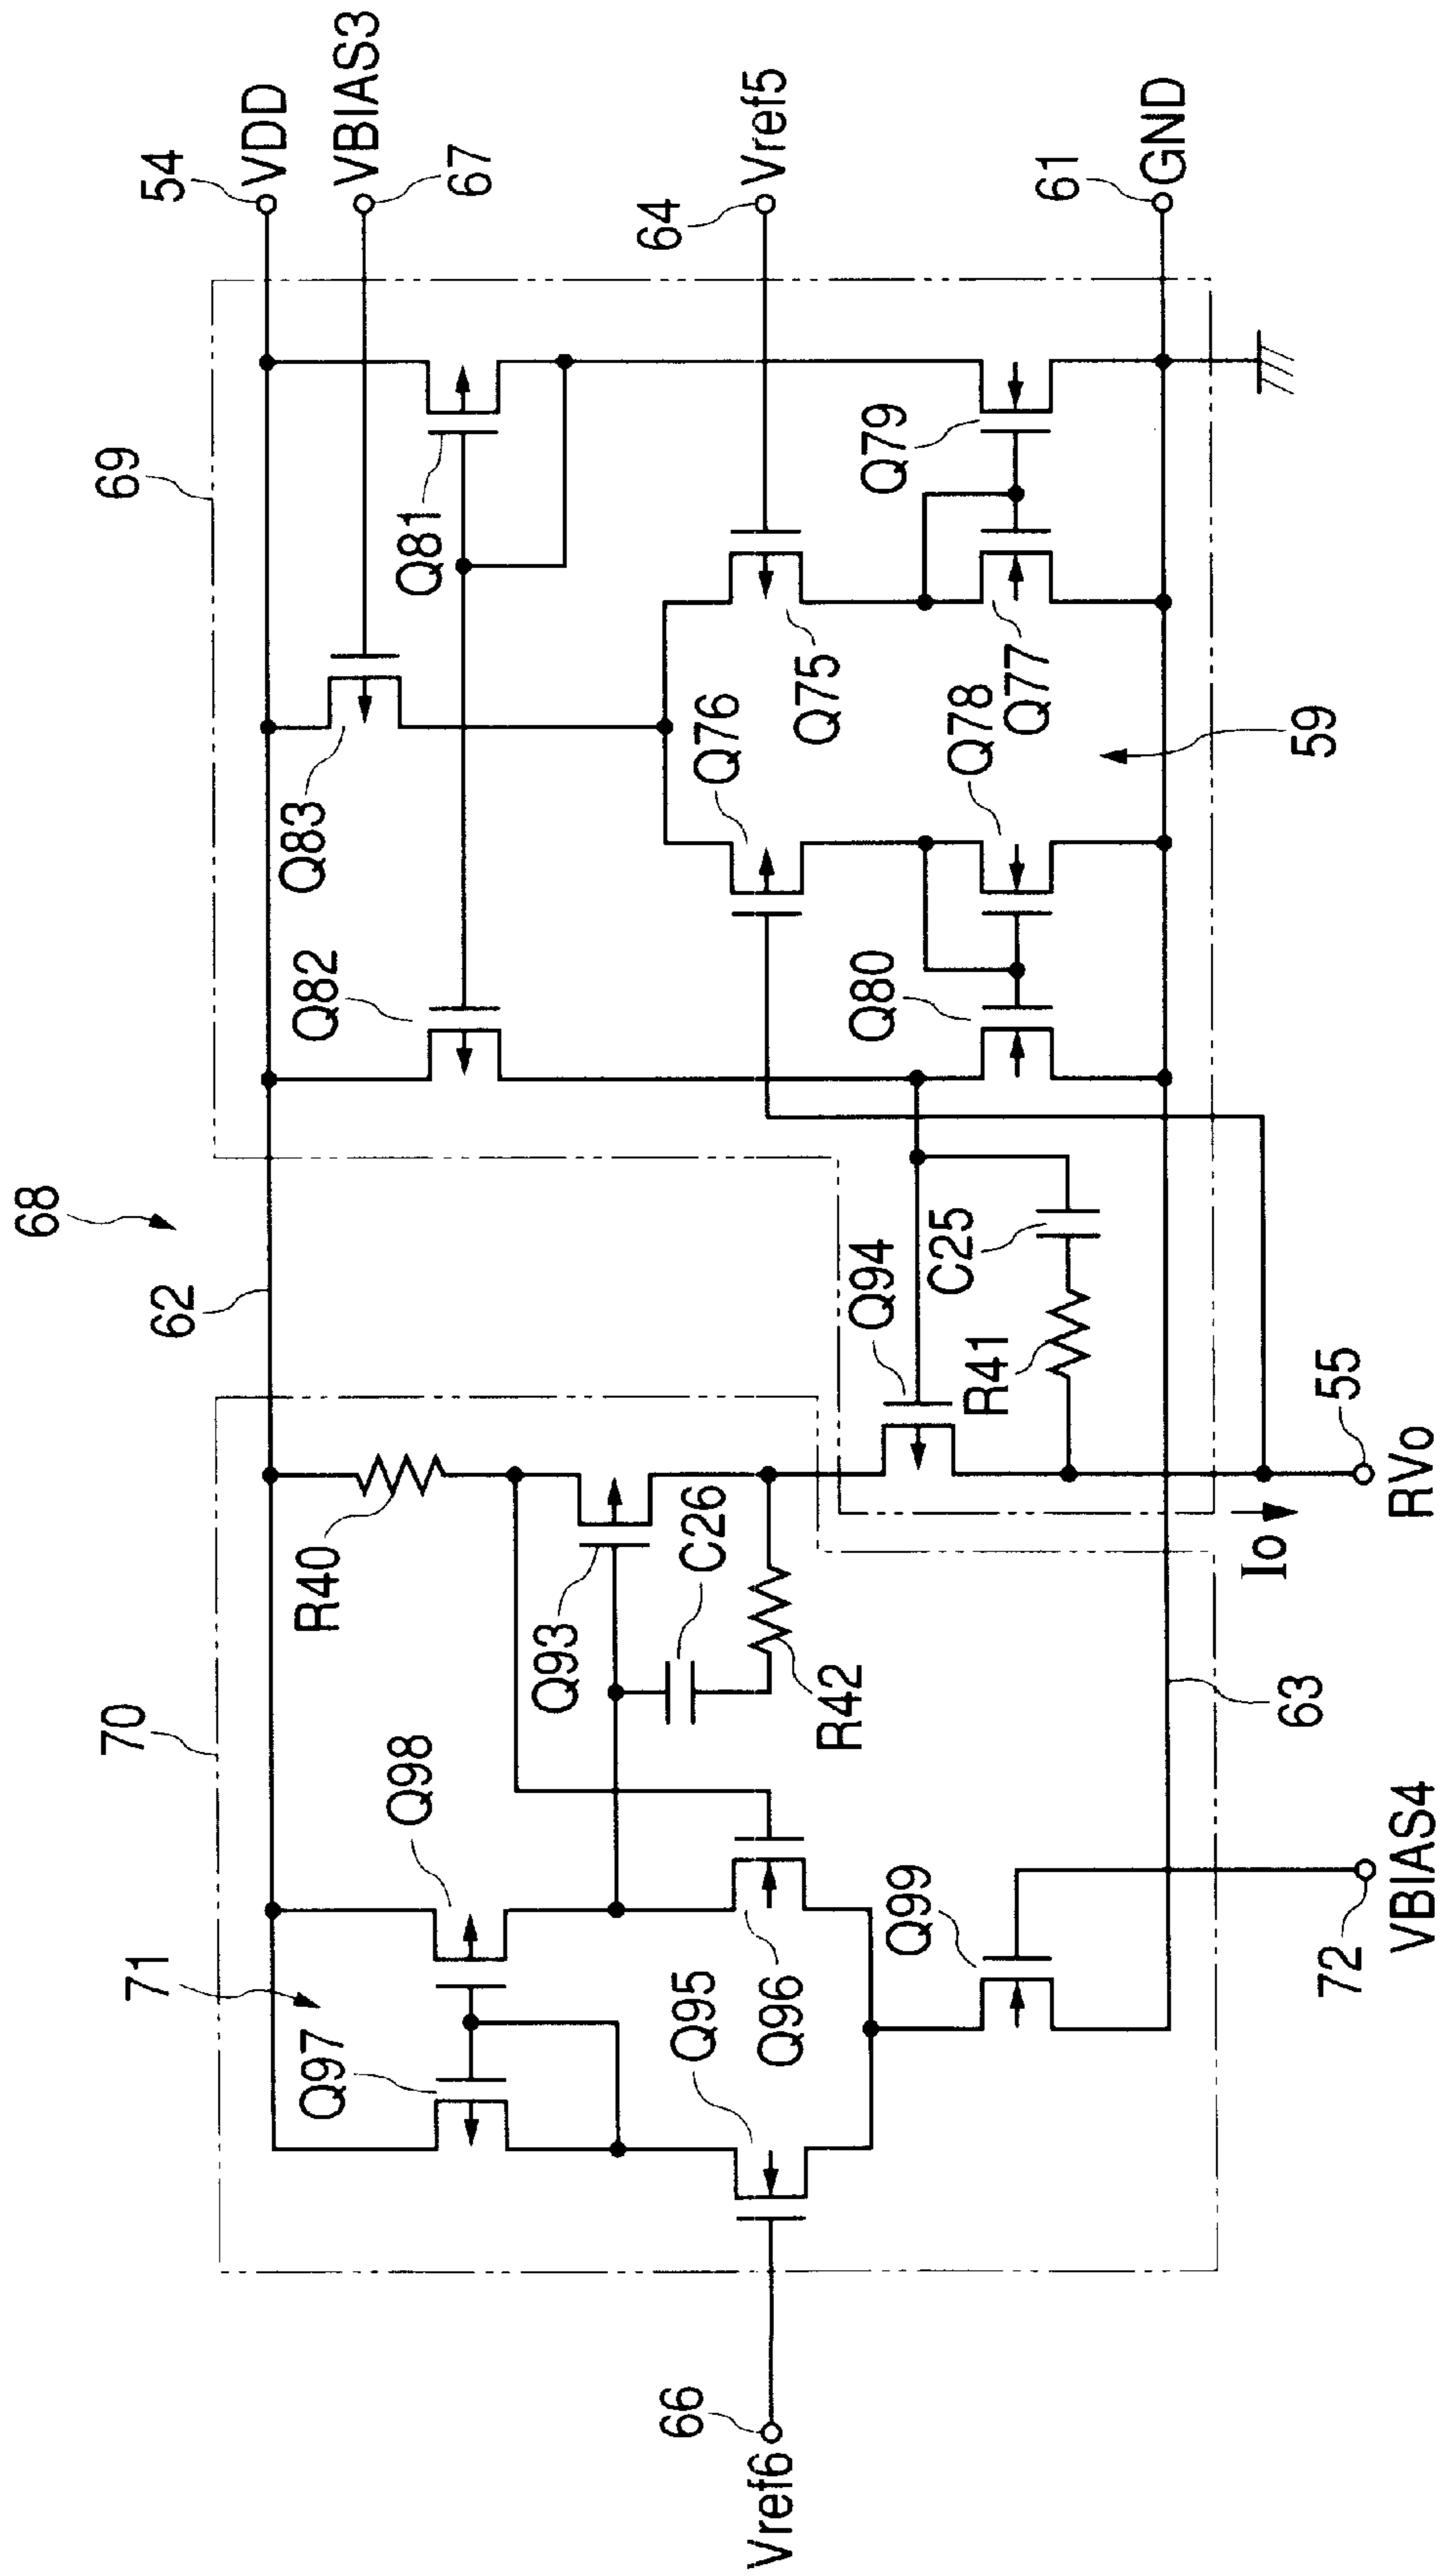 68
62
54
VDD
70
69
VBIAS3
67
71
R40
Q98
Q97
Q82
Q83
Q81
Q93
C26
64
Vref5
Q76
Q75
66
Vref6
Q95
Q96
R42
Q94
C25
R41
Q80
Q78
Q77
Q79
Q99
61
GND
63
Io
59
72
VBIAS4
55
RVo